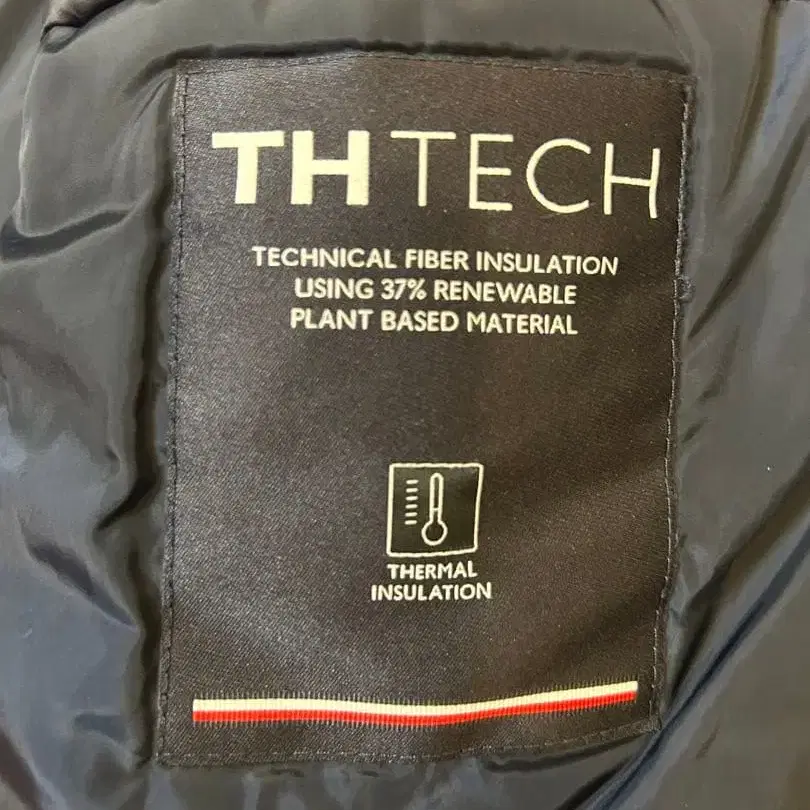 TH TECH
TECHNICAL FIBER INSULATION
USING 37% RENEWABLE
PLANT BASED MATERIAL
THERMAL
INSULATION